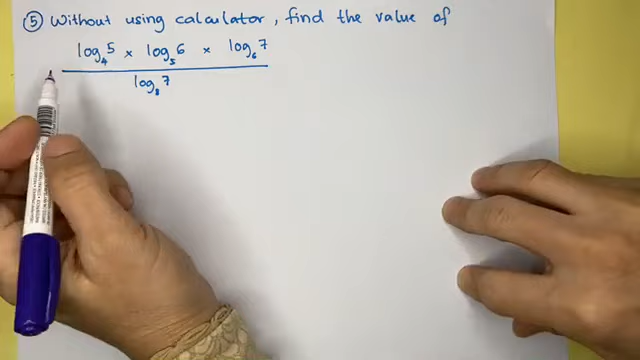 ⑤ Without using calculator, find the value of
log₄5 × log₅6 × log₆7
log₈7